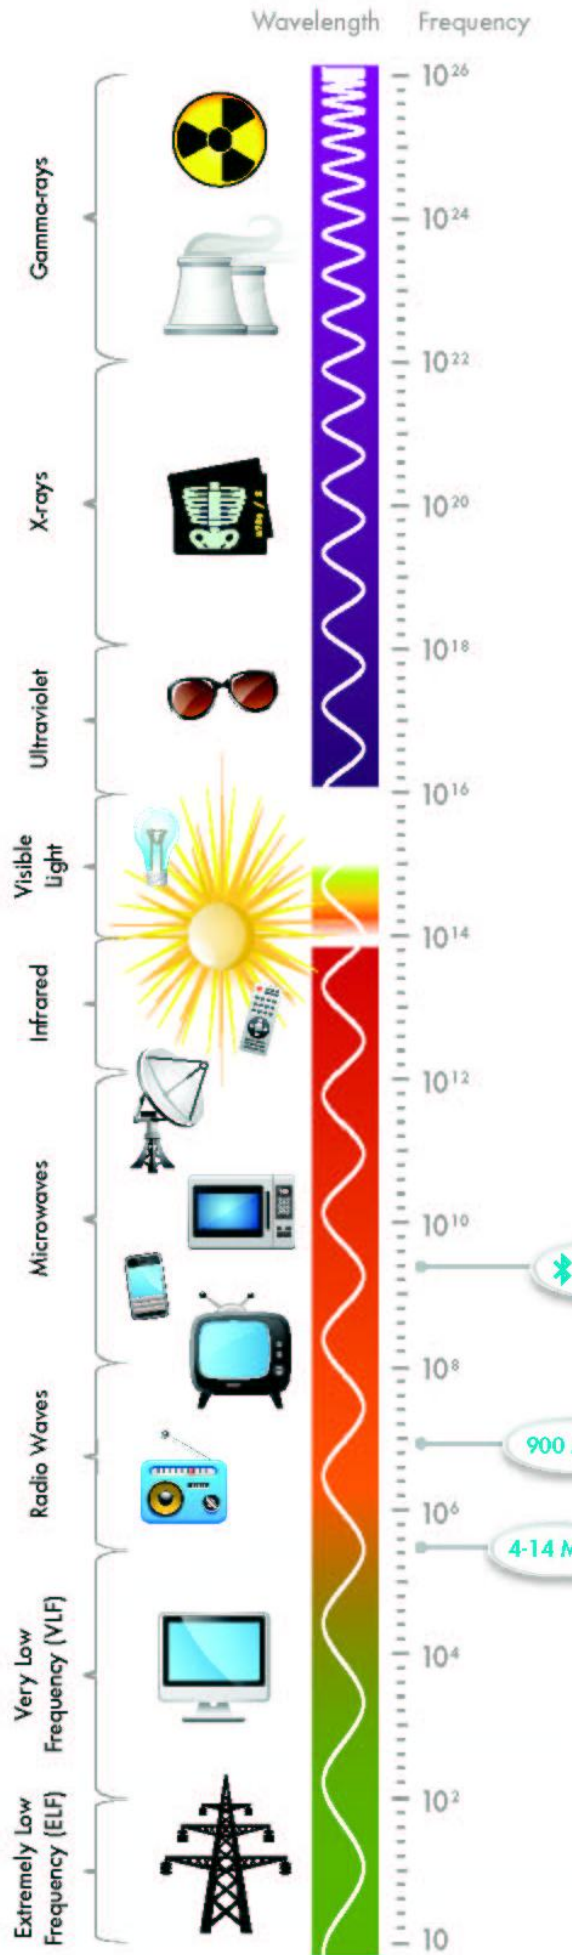 Wavelength Frequency
10²⁶
Gamma-rays
10²⁴
10²²
X-rays
10²⁰
10¹⁸
Ultraviolet
10¹⁶
Visible
Light
10¹⁴
Infrared
10¹²
Microwaves
10¹⁰
10⁸
Radio Waves
900
10⁶
4-14 M
Very Low
Frequency (VLF)
10⁴
10²
Extremely Low
Frequency (ELF)
10